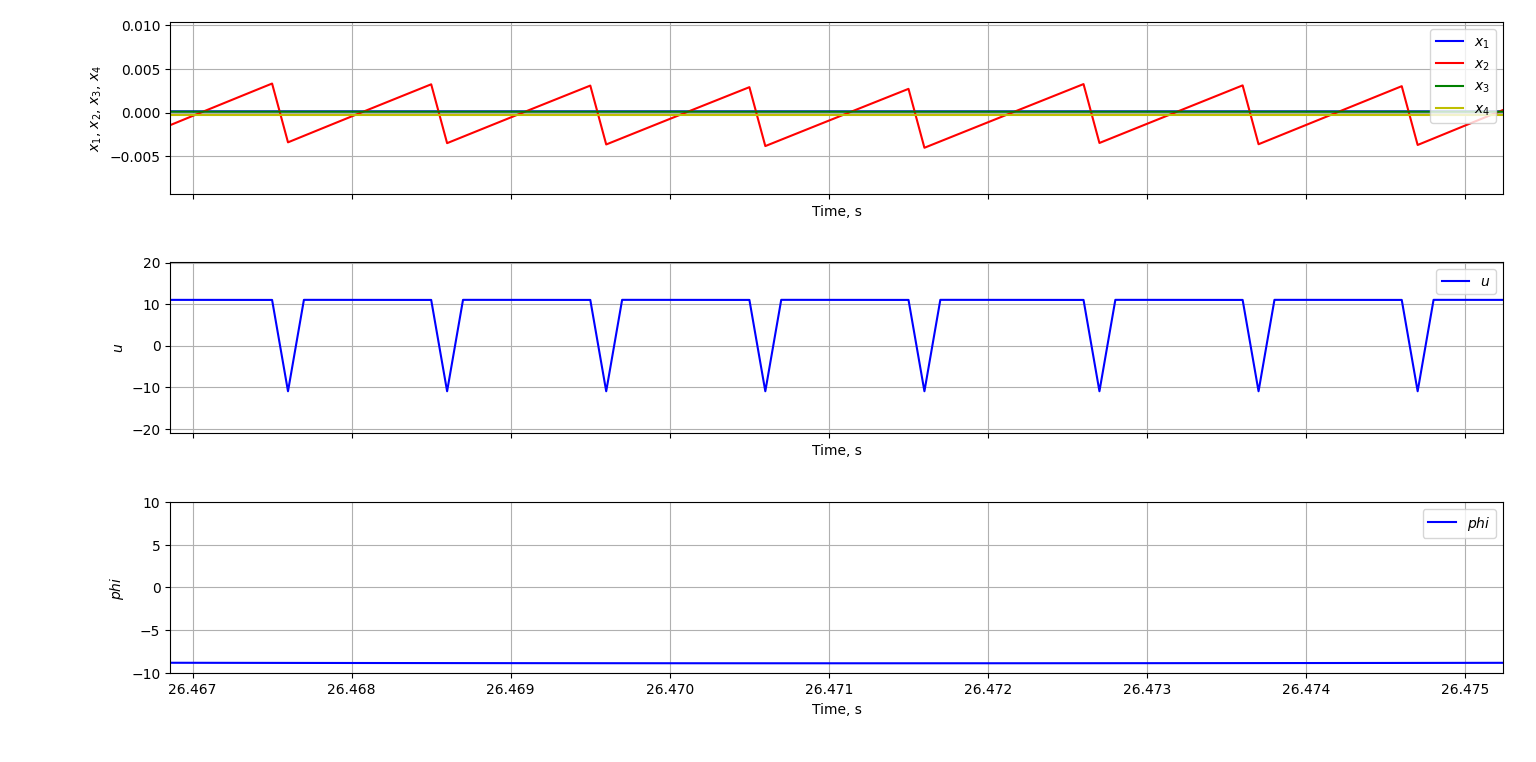 0.010
0.005
0.000
−0.005
x₁, x₂, x₃, x₄
x₁
x₂
x₃
x₄
Time, s
20
10
0
−10
−20
u
u
Time, s
10
5
0
−5
−10
phi
phi
26.467 26.468 26.469 26.470 26.471 26.472 26.473 26.474 26.475
Time, s